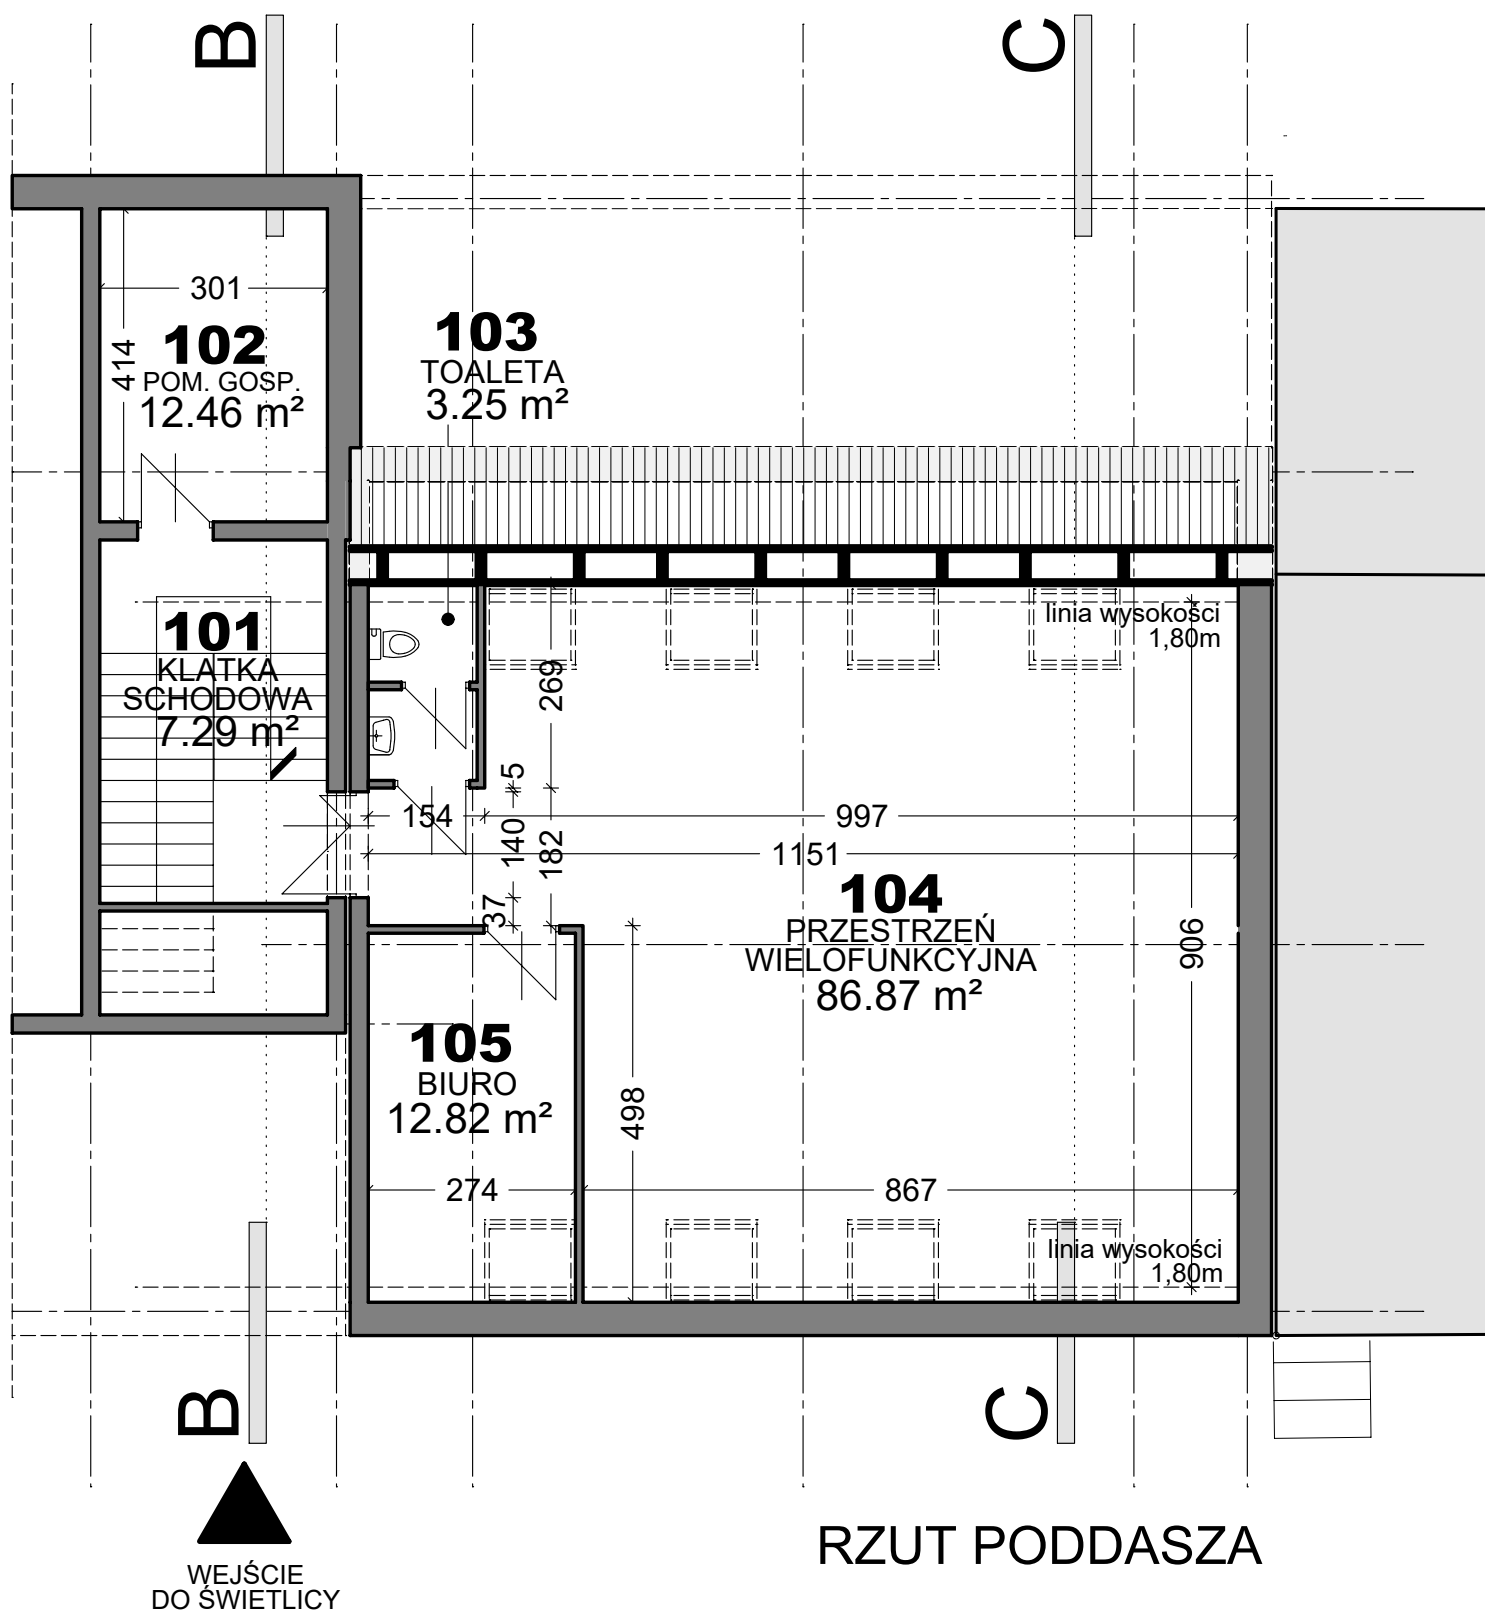 B
C
301
414
102
POM. GOSP.
12.46 m²
103
TOALETA
3.25 m²
101
KLATKA
SCHODOWA
7.29 m²
linia wysokości
1,80m
269
5
154
140
182
997
1151
37
104
PRZESTRZEŃ
WIELOFUNKCYJNA
86.87 m²
906
105
BIURO
12.82 m²
498
274
867
linia wysokości
1,80m
B
C
WEJŚCIE
DO ŚWIETLICY
RZUT PODDASZA